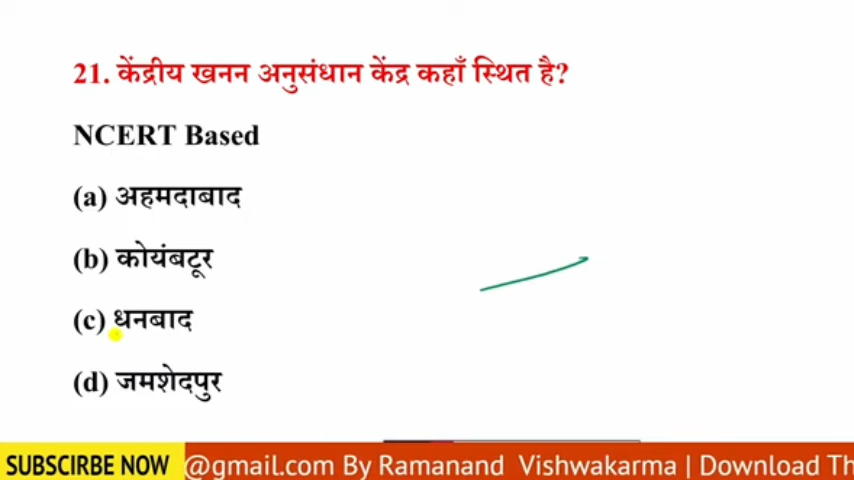 21. केंद्रीय खनन अनुसंधान केंद्र कहाँ स्थित है?
NCERT Based
(a) अहमदाबाद
(b) कोयंबटूर
(c) धनबाद
(d) जमशेदपुर
SUBSCIRBE NOW @gmail.com By Ramanand Vishwakarma | Download Th